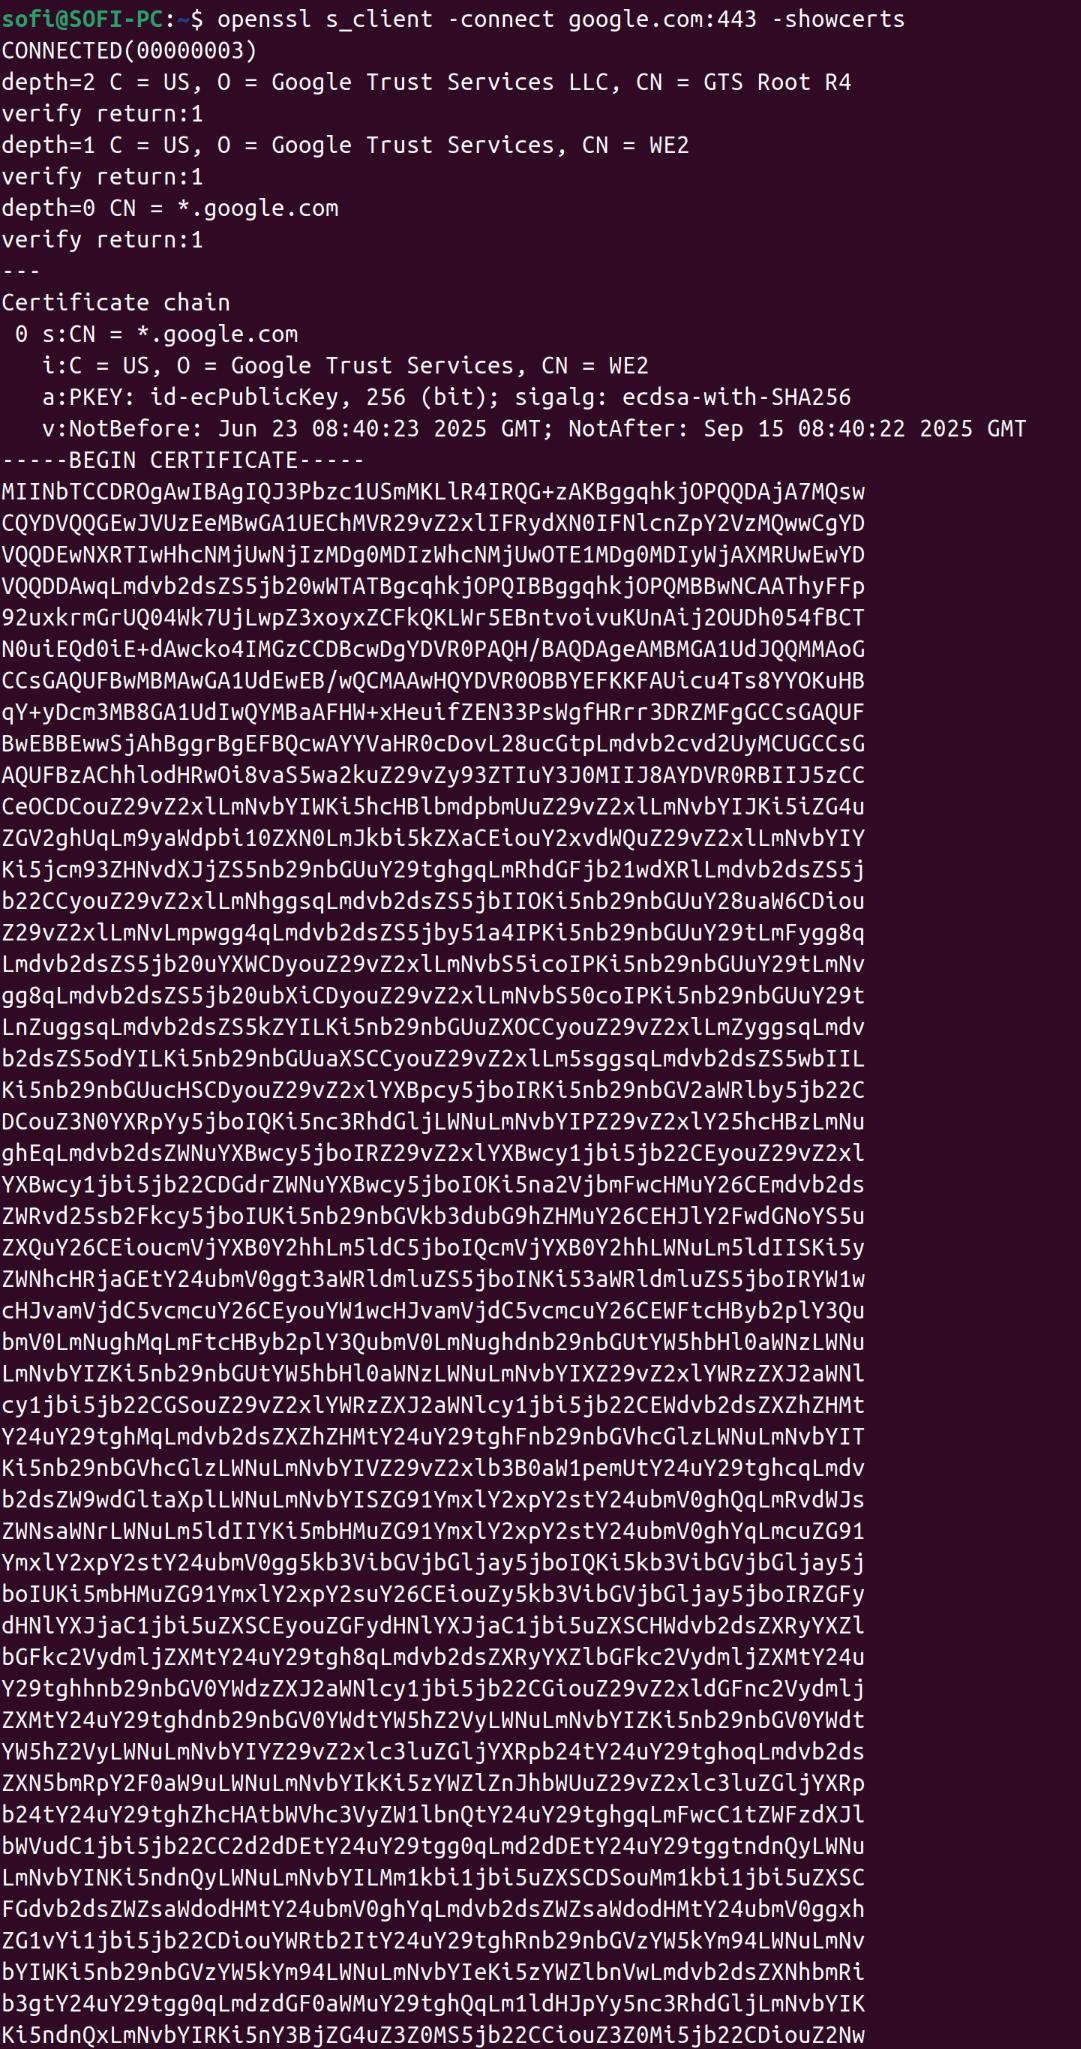 sofi@SOFI-PC:~$ openssl s_client -connect google.com:443 -showcerts
CONNECTED(00000003)
depth=2 C = US, O = Google Trust Services LLC, CN = GTS Root R4
verify return:1
depth=1 C = US, O = Google Trust Services, CN = WE2
verify return:1
depth=0 CN = *.google.com
verify return:1
---
Certificate chain
 0 s:CN = *.google.com
   i:C = US, O = Google Trust Services, CN = WE2
   a:PKEY: id-ecPublicKey, 256 (bit); sigalg: ecdsa-with-SHA256
   v:NotBefore: Jun 23 08:40:23 2025 GMT; NotAfter: Sep 15 08:40:22 2025 GMT
-----BEGIN CERTIFICATE-----
MIINbTCCDROgAwIBAgIQJ3Pbzc1USmMKLlR4IRQG+zAKBggqhkjOPQQDAjA7MQsw
CQYDVQQGEwJVUzEeMBwGA1UEChMVR29vZ2xlIFRydXN0IFNlcnZpY2VzMQwwCgYD
VQQDEwNXRTIwHhcNMjUwNjIzMDg0MDIzWhcNMjUwOTE1MDg0MDIyWjAXMRUwEwYD
VQQDDAwqLmdvb2dsZS5jb20wWTATBgcqhkjOPQIBBggqhkjOPQMBBwNCAAThyFFp
92uxkrmGrUQ04Wk7UjLwpZ3xoyxZCFkQKLWr5EBntvoivuKUnAij2OUDh054fBCT
N0uiEQd0iE+dAwcko4IMGzCCDBcwDgYDVR0PAQH/BAQDAgeAMBMGA1UdJQQMMAoG
CCsGAQUFBwMBMAwGA1UdEwEB/wQCMAAwHQYDVR0OBBYEFKKFAUicu4Ts8YYOKuHB
qY+yDcm3MB8GA1UdIwQYMBaAFHW+xHeuifZEN33PsWgfHRrr3DRZMFgGCCsGAQUF
BwEBBEwwSjAhBggrBgEFBQcwAYYVaHR0cDovL28ucGtpLmdvb2cvd2UyMCUGCCsG
AQUFBzAChhlodHRwOi8vaS5wa2kuZ29vZy93ZTIuY3J0MIIJ8AYDVR0RBIIJ5zCC
CeOCDCouZ29vZ2xlLmNvbYIWKi5hcHBlbmdpbmUuZ29vZ2xlLmNvbYIJKi5iZG4u
ZGV2ghUqLm9yaWdpbi10ZXN0LmJkbi5kZXaCEiouY2xvdWQuZ29vZ2xlLmNvbYIY
Ki5jcm93ZHNvdXJjZS5nb29nbGUuY29tghgqLmRhdGFjb21wdXRlLmdvb2dsZS5j
b22CCyouZ29vZ2xlLmNhggsqLmdvb2dsZS5jbIIOKi5nb29nbGUuY28uaW6CDiou
Z29vZ2xlLmNvLmpwgg4qLmdvb2dsZS5jby51a4IPKi5nb29nbGUuY29tLmFygg8q
Lmdvb2dsZS5jb20uYXWCDyouZ29vZ2xlLmNvbS5icoIPKi5nb29nbGUuY29tLmNv
gg8qLmdvb2dsZS5jb20ubXiCDyouZ29vZ2xlLmNvbS50coIPKi5nb29nbGUuY29t
LnZuggsqLmdvb2dsZS5kZYILKi5nb29nbGUuZXOCCyouZ29vZ2xlLmZyggsqLmdv
b2dsZS5odYILKi5nb29nbGUuaXSCCyouZ29vZ2xlLm5sggsqLmdvb2dsZS5wbIIL
Ki5nb29nbGUucHSCDyouZ29vZ2xlYXBpcy5jboIRKi5nb29nbGV2aWRlby5jb22C
DCouZ3N0YXRpYy5jboIQKi5nc3RhdGljLWNuLmNvbYIPZ29vZ2xlY25hcHBzLmNu
ghEqLmdvb2dsZWNuYXBwcy5jboIRZ29vZ2xlYXBwcy1jbi5jb22CEyouZ29vZ2xl
YXBwcy1jbi5jb22CDGdrZWNuYXBwcy5jboIOKi5na2VjbmFwcHMuY26CEmdvb2ds
ZWRvd25sb2Fkcy5jboIUKi5nb29nbGVkb3dubG9hZHMuY26CEHJlY2FwdGNoYS5u
ZXQuY26CEioucmVjYXB0Y2hhLm5ldC5jboIQcmVjYXB0Y2hhLWNuLm5ldIISKi5y
ZWNhcHRjaGEtY24ubmV0ggt3aWRldmluZS5jboINKi53aWRldmluZS5jboIRYW1w
cHJvamVjdC5vcmcuY26CEyouYW1wcHJvamVjdC5vcmcuY26CEWFtcHByb2plY3Qu
bmV0LmNughMqLmFtcHByb2plY3QubmV0LmNughdnb29nbGUtYW5hbHl0aWNzLWNu
LmNvbYIZKi5nb29nbGUtYW5hbHl0aWNzLWNuLmNvbYIXZ29vZ2xlYWRzZXJ2aWNl
cy1jbi5jb22CGSouZ29vZ2xlYWRzZXJ2aWNlcy1jbi5jb22CEWdvb2dsZXZhZHMt
Y24uY29tghMqLmdvb2dsZXZhZHMtY24uY29tghFnb29nbGVhcGlzLWNuLmNvbYIT
Ki5nb29nbGVhcGlzLWNuLmNvbYIVZ29vZ2xlb3B0aW1pemUtY24uY29tghcqLmdv
b2dsZW9wdGltaXplLWNuLmNvbYISZG91YmxlY2xpY2stY24ubmV0ghQqLmRvdWJs
ZWNsaWNrLWNuLm5ldIIYKi5mbHMuZG91YmxlY2xpY2stY24ubmV0ghYqLmcuZG91
YmxlY2xpY2stY24ubmV0gg5kb3VibGVjbGljay5jboIQKi5kb3VibGVjbGljay5j
boIUKi5mbHMuZG91YmxlY2xpY2suY26CEiouZy5kb3VibGVjbGljay5jboIRZGFy
dHNlYXJjaC1jbi5uZXSCEyouZGFydHNlYXJjaC1jbi5uZXSCHWdvb2dsZXRyYXZl
bGFkc2VydmljZXMtY24uY29tgh8qLmdvb2dsZXRyYXZlbGFkc2VydmljZXMtY24u
Y29tghhnb29nbGV0YWdzZXJ2aWNlcy1jbi5jb22CGiouZ29vZ2xldGFnc2Vydmlj
ZXMtY24uY29tghdnb29nbGV0YWdtYW5hZ2VyLWNuLmNvbYIZKi5nb29nbGV0YWdt
YW5hZ2VyLWNuLmNvbYIYZ29vZ2xlc3luZGljYXRpb24tY24uY29tghoqLmdvb2ds
ZXN5bmRpY2F0aW9uLWNuLmNvbYIkKi5zYWZlZnJhbWUuZ29vZ2xlc3luZGljYXRp
b24tY24uY29tghZhcHAtbWVhc3VyZW1lbnQtY24uY29tghgqLmFwcC1tZWFzdXJl
bWVudC1jbi5jb22CC2d2dDEtY24uY29tgg0qLmd2dDEtY24uY29tggtndnQyLWNu
LmNvbYINKi5ndnQyLWNuLmNvbYILMm1kbi1jbi5uZXSCDSouMm1kbi1jbi5uZXSC
FGdvb2dsZWZsaWdodHMtY24ubmV0ghYqLmdvb2dsZWZsaWdodHMtY24ubmV0ggxh
ZG1vYi1jbi5jb22CDiouYWRtb2ItY24uY29tghRnb29nbGVzYW5kYm94LWNuLmNv
bYIWKi5nb29nbGVzYW5kYm94LWNuLmNvbYIeKi5zYWZlbnVwLmdvb2dsZXNhbmRi
b3gtY24uY29tgg0qLmdzdGF0aWMuY29tghQqLm1ldHJpYy5nc3RhdGljLmNvbYIK
Ki5ndnQxLmNvbYIRKi5nY3BjZG4uZ3Z0MS5jb22CCiouZ3Z0Mi5jb22CDiouZ2Nw